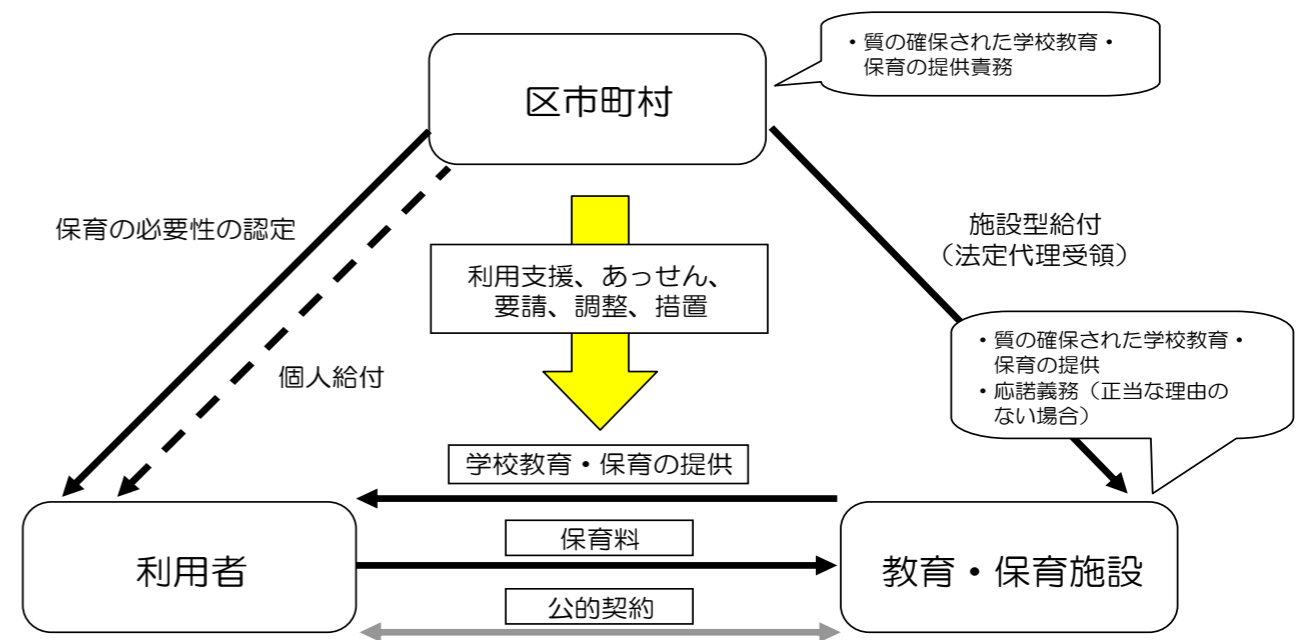 ・質の確保された学校教育・
保育の提供責務
区市町村
保育の必要性の認定
施設型給付
（法定代理受領）
利用支援、あっせん、
要請、調整、措置
・質の確保された学校教育・
保育の提供
・応諾義務（正当な理由の
ない場合）
個人給付
学校教育・保育の提供
保育料
利用者
教育・保育施設
公的契約